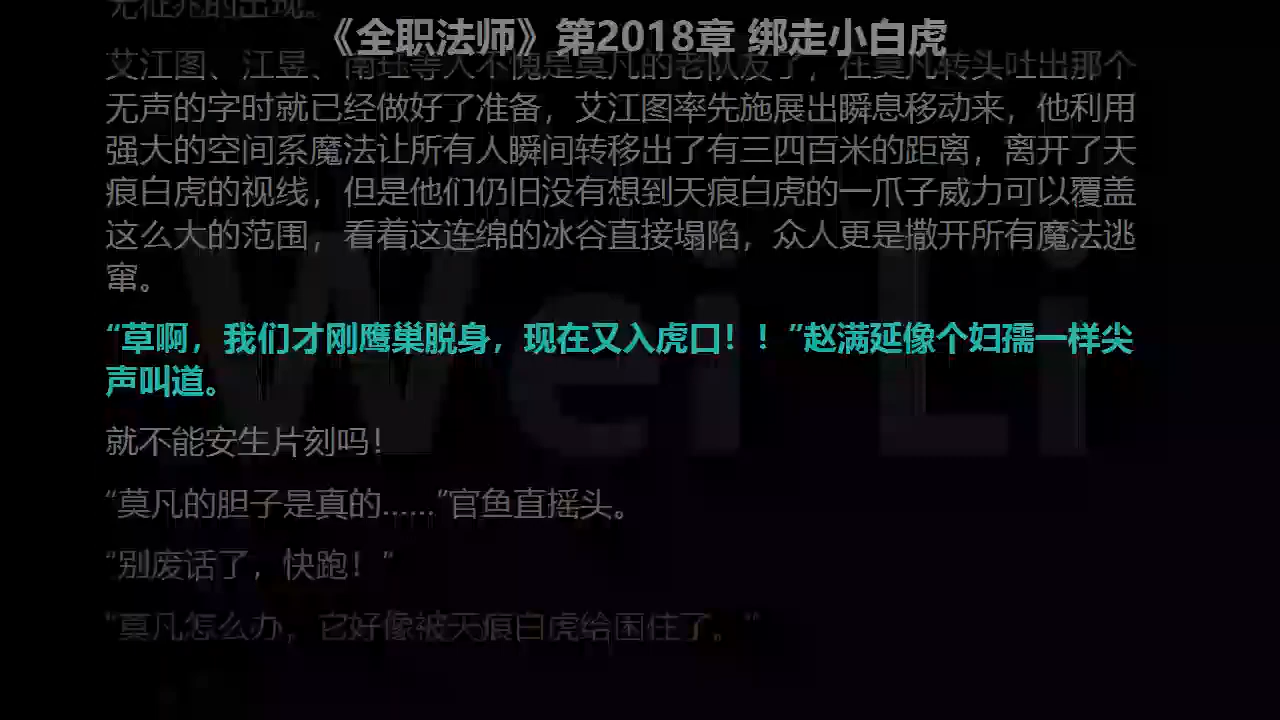 无征兆的出现。
《全职法师》第2018章 绑走小白虎
艾江图、江昱、南珏等人不愧是莫凡的老队友了，在莫凡转头吐出那个
无声的字时就已经做好了准备，艾江图率先施展出瞬息移动来，他利用
强大的空间系魔法让所有人瞬间转移出了有三四百米的距离，离开了天
痕白虎的视线，但是他们仍旧没有想到天痕白虎的一爪子威力可以覆盖
这么大的范围，看着这连绵的冰谷直接塌陷，众人更是撒开所有魔法逃
窜。
“草啊，我们才刚鹰巢脱身，现在又入虎口！！”赵满延像个妇孺一样尖
声叫道。
就不能安生片刻吗！
“莫凡的胆子是真的……”官鱼直摇头。
“别废话了，快跑！”
“莫凡怎么办，它好像被天痕白虎给困住了。”
Wei Li